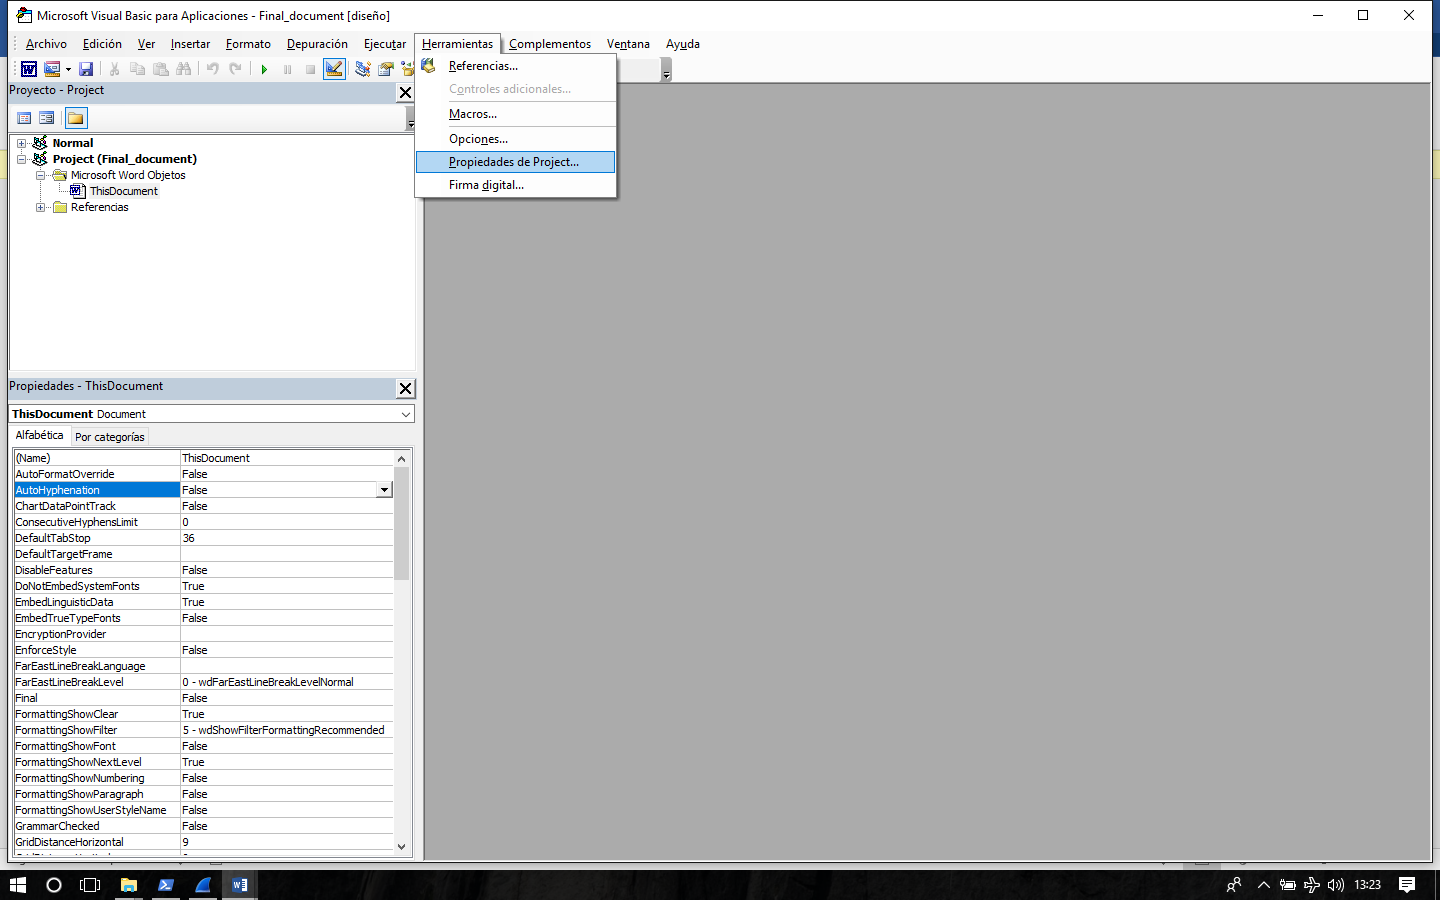 Microsoft Visual Basic para Aplicaciones - Final_document [diseño]
Archivo Edición Ver Insertar Formato Depuración Ejecutar Herramientas Complementos Ventana Ayuda
Referencias...
Controles adicionales...
Macros...
Opciones...
Propiedades de Project...
Firma digital...
Proyecto - Project
Normal
Project (Final_document)
Microsoft Word Objetos
ThisDocument
Referencias
Propiedades - ThisDocument
ThisDocument Document
Alfabética Por categorías
(Name) ThisDocument
AutoFormatOverride False
AutoHyphenation False
ChartDataPointTrack False
ConsecutiveHyphensLimit 0
DefaultTabStop 36
DefaultTargetFrame
DisableFeatures False
DoNotEmbedSystemFonts True
EmbedLinguisticData True
EmbedTrueTypeFonts False
EncryptionProvider
EnforceStyle False
FarEastLineBreakLanguage
FarEastLineBreakLevel 0 - wdFarEastLineBreakLevelNormal
Final False
FormattingShowClear True
FormattingShowFilter 5 - wdShowFilterFormattingRecommended
FormattingShowFont False
FormattingShowNextLevel True
FormattingShowNumbering False
FormattingShowParagraph False
FormattingShowUserStyleName False
GrammarChecked False
GridDistanceHorizontal 9
13:23